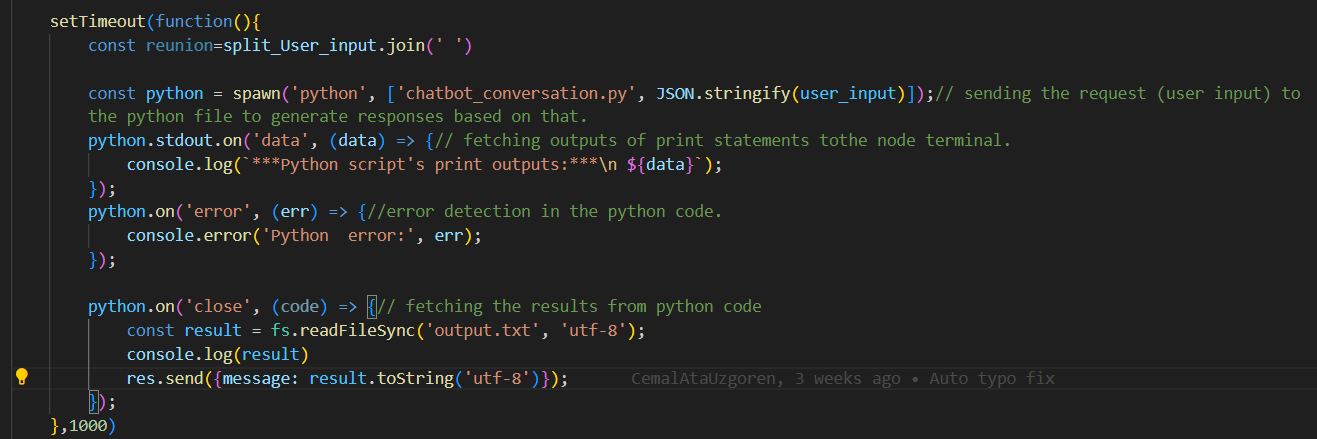 setTimeout(function(){
const reunion=split_User_input.join(' ')
const python = spawn('python', ['chatbot_conversation.py', JSON.stringify(user_input)]);// sending the request (user input) to
the python file to generate responses based on that.
python.stdout.on('data', (data) => {// fetching outputs of print statements tothe node terminal.
console.log(`***Python script's print outputs:***\n ${data}`);
});
python.on('error', (err) => {//error detection in the python code.
console.error('Python  error:', err);
});
python.on('close', (code) => {// fetching the results from python code
const result = fs.readFileSync('output.txt', 'utf-8');
console.log(result)
res.send({message: result.toString('utf-8')});      CemalAtaUzgoren, 3 weeks ago • Auto typo fix
});
},1000)